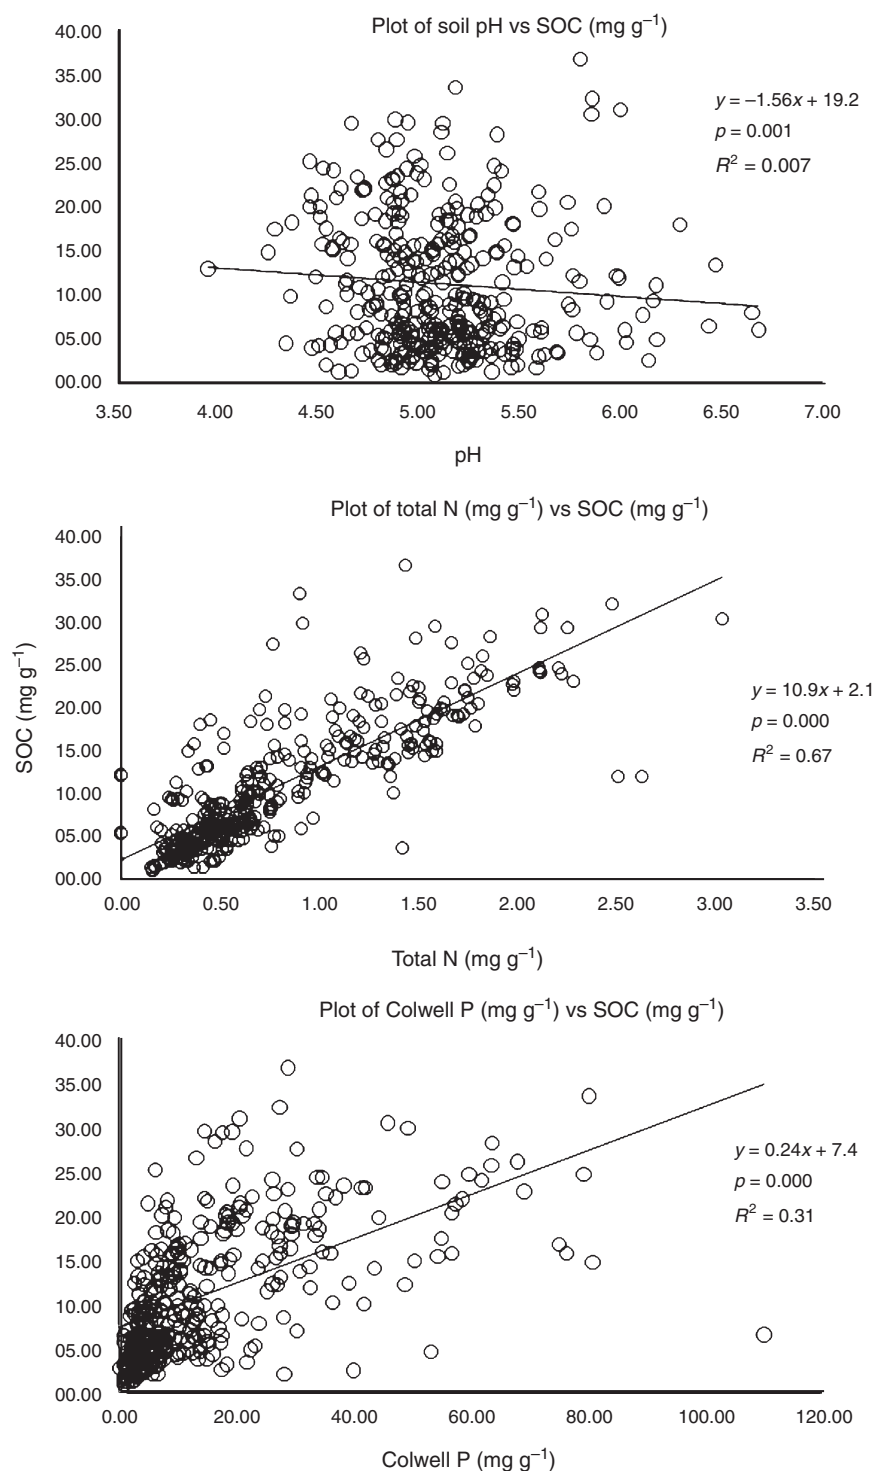 Plot of soil pH vs SOC (mg g⁻¹)
40.00
35.00
30.00
25.00
20.00
15.00
10.00
05.00
00.00
y = –1.56x + 19.2
p = 0.001
R² = 0.007
3.50 4.00 4.50 5.00 5.50 6.00 6.50 7.00
pH
Plot of total N (mg g⁻¹) vs SOC (mg g⁻¹)
SOC (mg g⁻¹)
40.00
35.00
30.00
25.00
20.00
15.00
10.00
05.00
00.00
y = 10.9x + 2.1
p = 0.000
R² = 0.67
0.00 0.50 1.00 1.50 2.00 2.50 3.00 3.50
Total N (mg g⁻¹)
Plot of Colwell P (mg g⁻¹) vs SOC (mg g⁻¹)
40.00
35.00
30.00
25.00
20.00
15.00
10.00
05.00
00.00
y = 0.24x + 7.4
p = 0.000
R² = 0.31
0.00 20.00 40.00 60.00 80.00 100.00 120.00
Colwell P (mg g⁻¹)